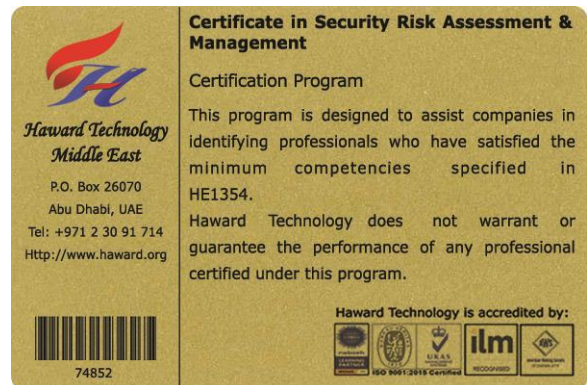 Haward Technology
Middle East
P.O. Box 26070
Abu Dhabi, UAE
Tel: +971 2 30 91 714
Http://www.haward.org
74852
Certificate in Security Risk Assessment &
Management
Certification Program
This program is designed to assist companies in
identifying professionals who have satisfied the
minimum competencies specified in
HE1354.
Haward Technology does not warrant or
guarantee the performance of any professional
certified under this program.
Haward Technology is accredited by:
UKAS
ilm
RECOGNISED
ISO 9001:2015 Certified